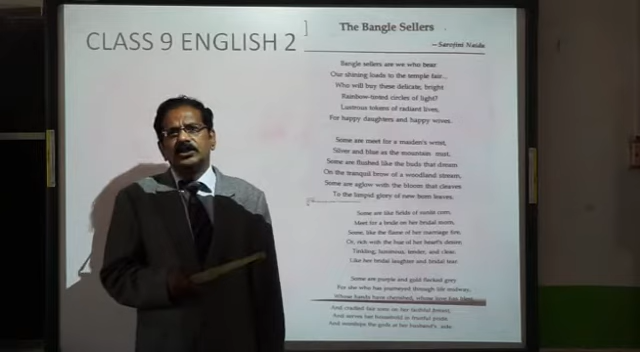 CLASS 9 ENGLISH 2
The Bangle Sellers
—Sarojini Naidu
Bangle sellers are we who bear
Our shining loads to the temple fair...
Who will buy these delicate, bright
Rainbow-tinted circles of light?
Lustrous tokens of radiant lives,
For happy daughters and happy wives.
Some are meet for a maiden's wrist,
Silver and blue as the mountain mist,
Some are flushed like the buds that dream
On the tranquil brow of a woodland stream,
Some are aglow with the bloom that cleaves
To the limpid glory of new born leaves.
Some are like fields of sunlit corn,
Meet for a bride on her bridal morn,
Some, like the flame of her marriage fire,
Or, rich with the hue of her heart's desire,
Tinkling, luminous, tender, and clear,
Like her bridal laughter and bridal tear.
Some are purple and gold flecked grey
For she who has journeyed through life midway,
Whose hands have cherished, whose love has blest,
And cradled fair sons on her faithful breast,
And serves her household in fruitful pride,
And worships the gods at her husband's side.